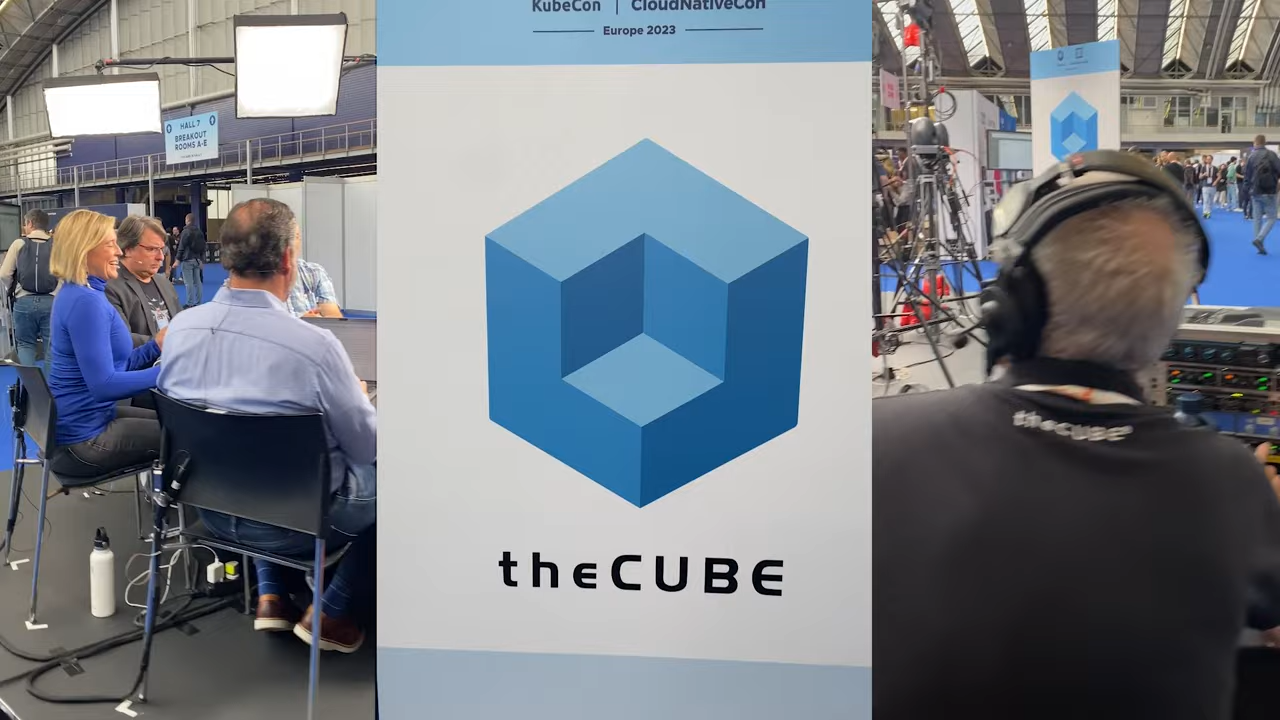 HALL 7
BREAKOUT
ROOMS A-E
KubeCon | CloudNativeCon
Europe 2023
theCUBE
theCUBE